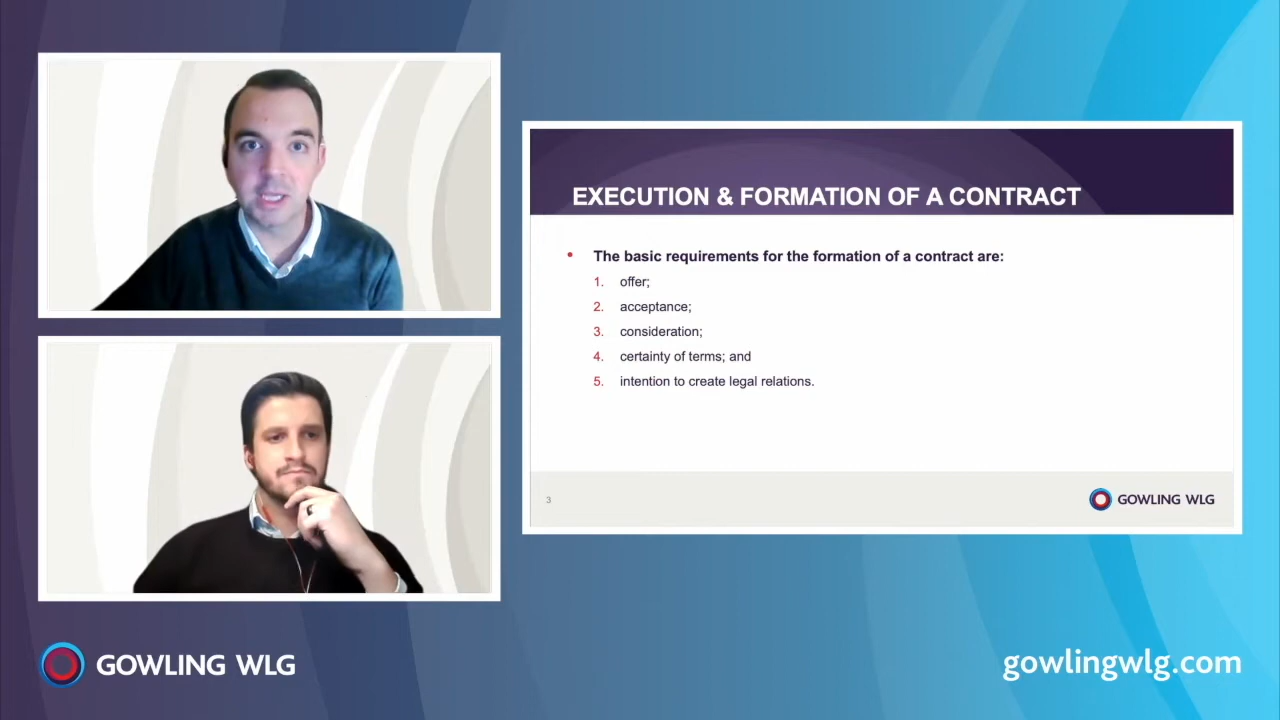 EXECUTION & FORMATION OF A CONTRACT
• The basic requirements for the formation of a contract are:
1. offer;
2. acceptance;
3. consideration;
4. certainty of terms; and
5. intention to create legal relations.
3
GOWLING WLG
GOWLING WLG
gowlingwlg.com